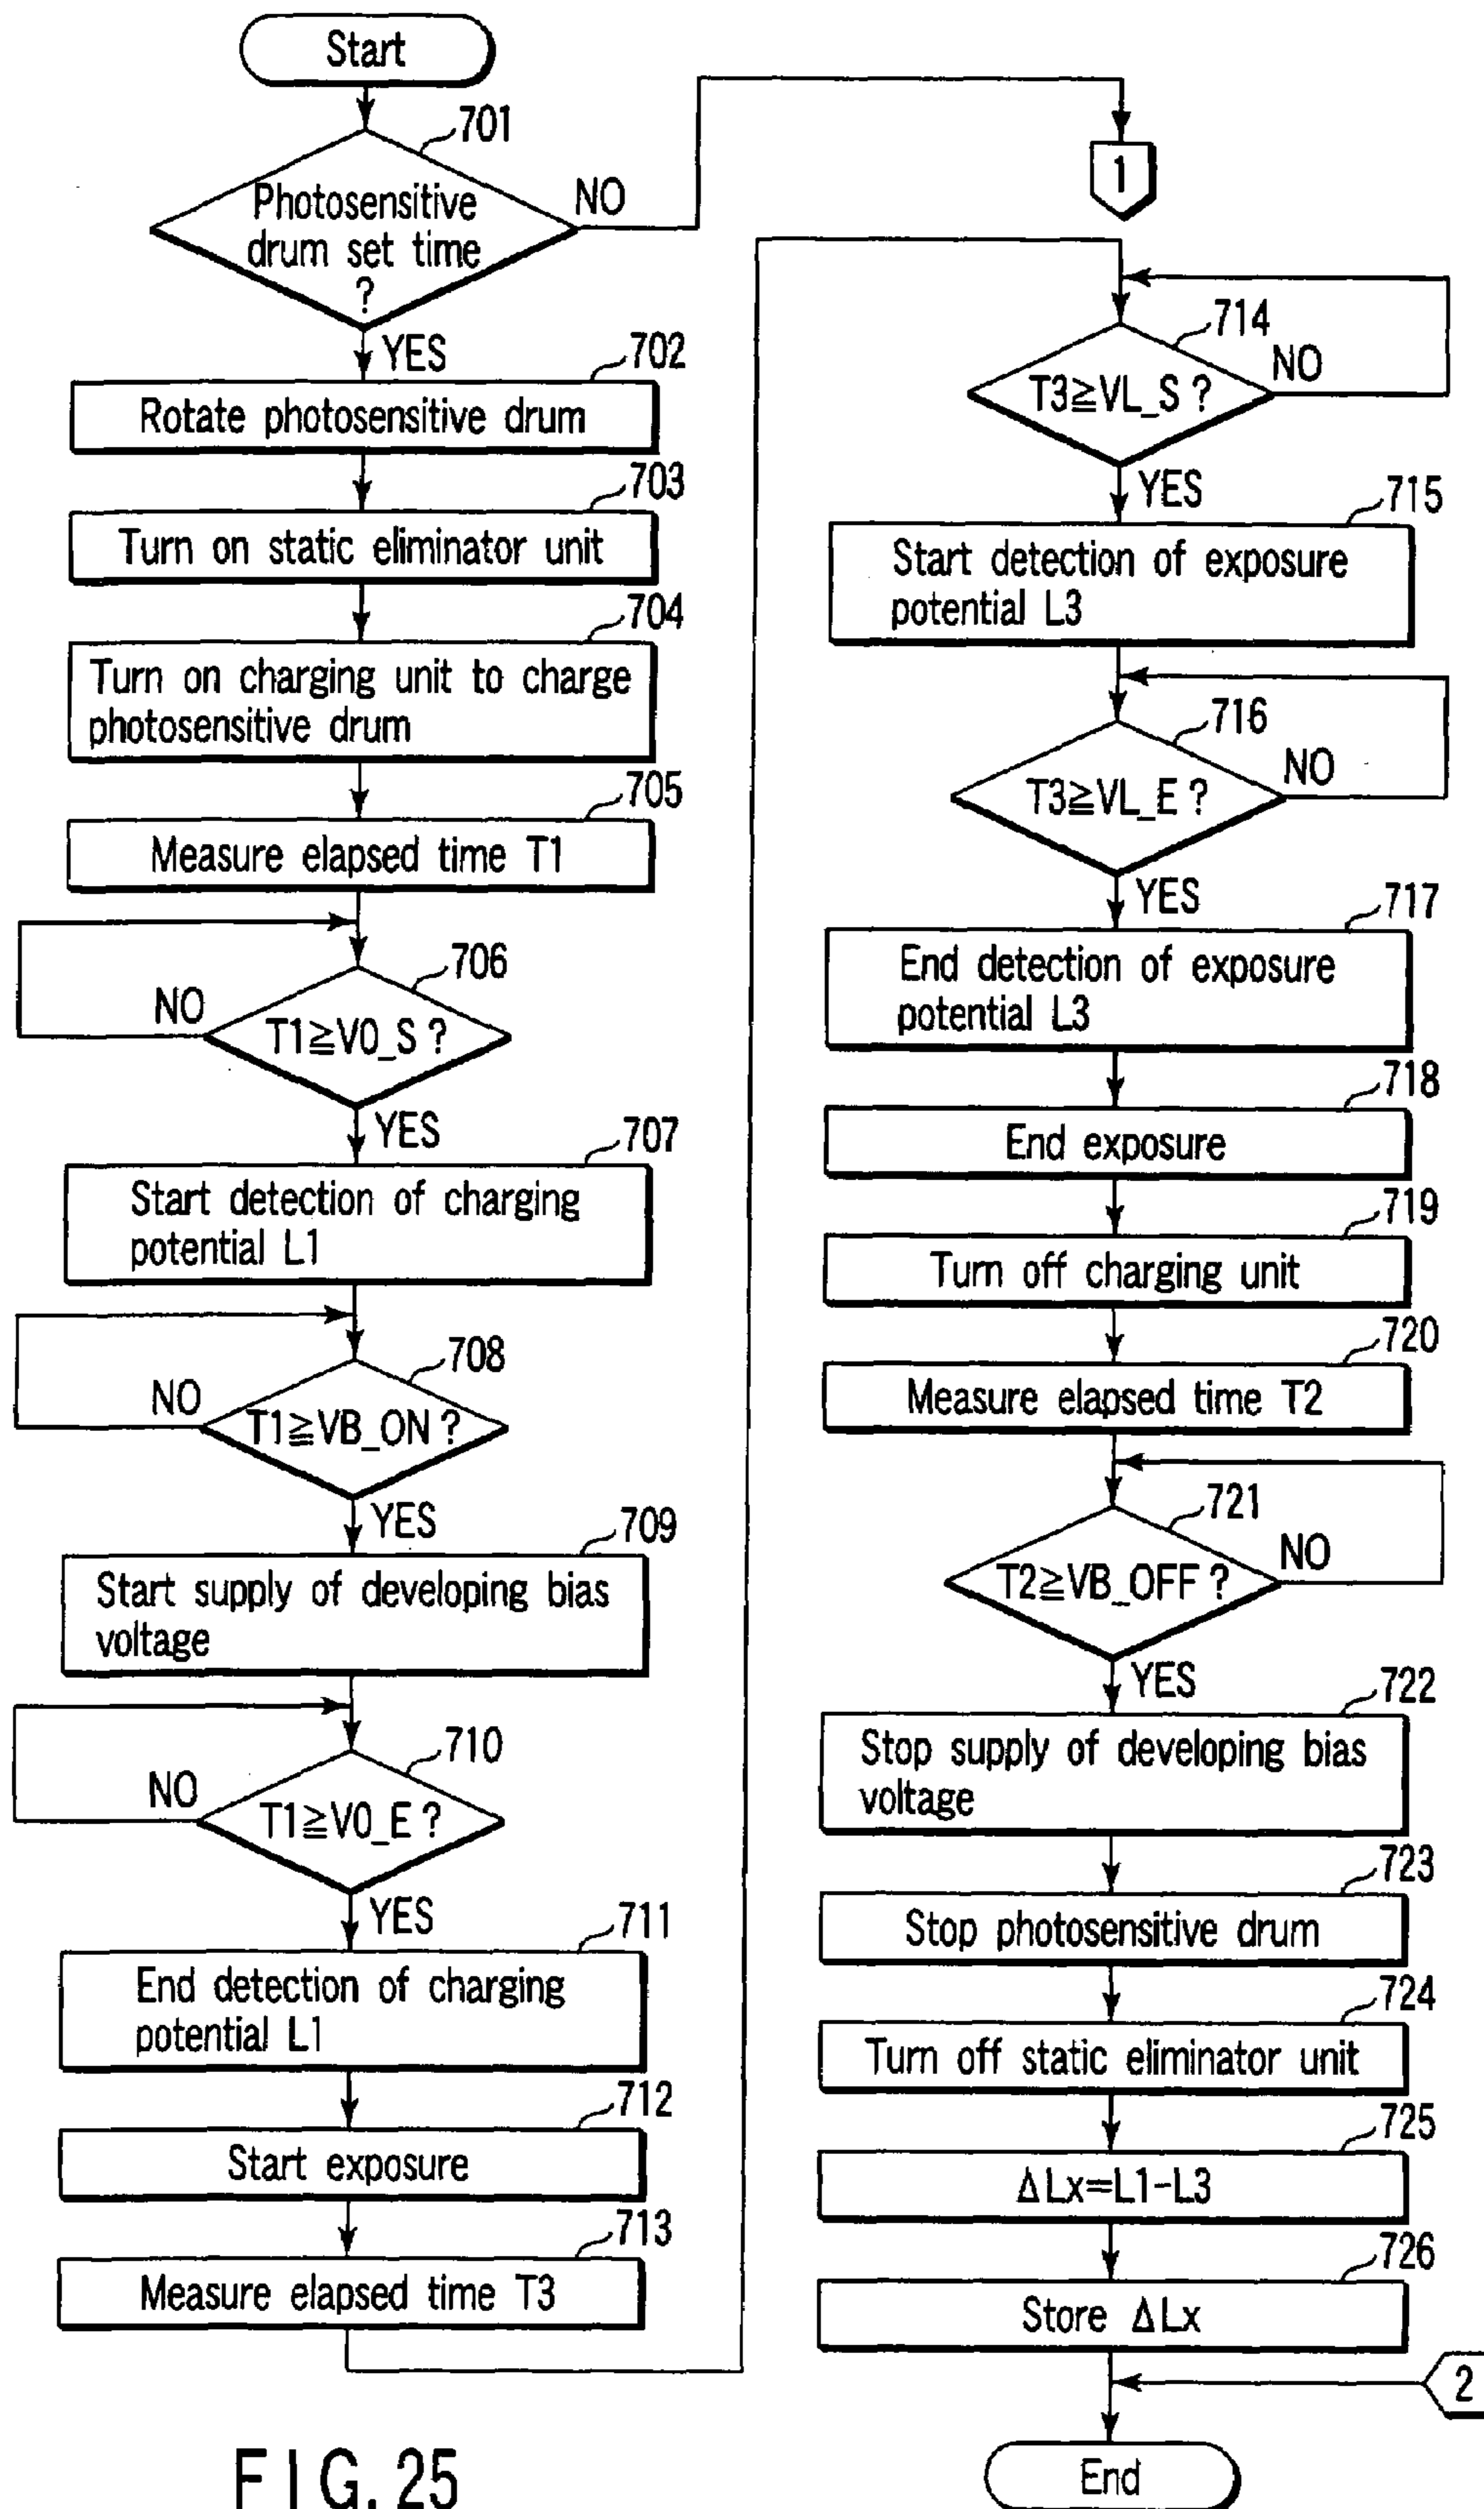 Start
701
Photosensitive
drum set time
?
NO
YES
702
Rotate photosensitive drum
703
Turn on static eliminator unit
704
Turn on charging unit to charge
photosensitive drum
705
Measure elapsed time T1
706
NO
T1≧V0_S?
YES
707
Start detection of charging
potential L1
708
NO
T1≧VB_ON?
YES
709
Start supply of developing bias
voltage
710
NO
T1≧V0_E?
YES
711
End detection of charging
potential L1
712
Start exposure
713
Measure elapsed time T3
1
714
T3≧VL_S?
NO
YES
715
Start detection of exposure
potential L3
716
T3≧VL_E?
NO
YES
717
End detection of exposure
potential L3
718
End exposure
719
Turn off charging unit
720
Measure elapsed time T2
721
T2≧VB_OFF?
NO
YES
722
Stop supply of developing bias
voltage
723
Stop photosensitive drum
724
Turn off static eliminator unit
725
ΔLx=L1-L3
726
Store ΔLx
2
End
FIG. 25